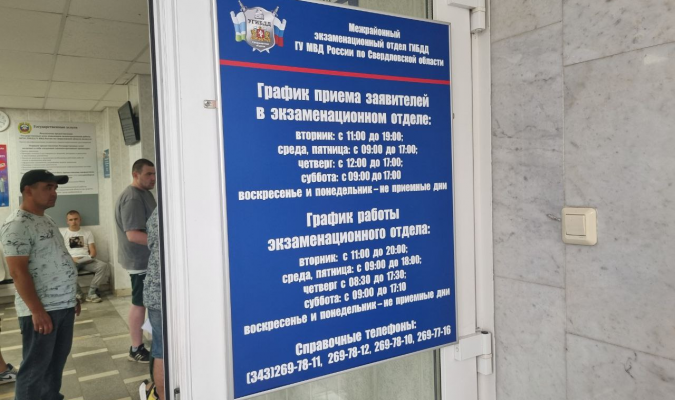 УГИБДД
Межрайонный
экзаменационный отдел ГИБДД
ГУ МВД России по Свердловской области
График приема заявителей
в экзаменационном отделе:
вторник: с 11:00 до 19:00;
среда, пятница: с 09:00 до 17:00;
четверг: с 12:00 до 17:00;
суббота: с 09:00 до 17:00
воскресенье и понедельник – не приемные дни
График работы
экзаменационного отдела:
вторник: с 11:00 до 20:00;
среда, пятница: с 09:00 до 18:00;
четверг с 08:30 до 17:30;
суббота: с 09:00 до 17:10
воскресенье и понедельник – не приемные дни
Справочные телефоны:
(343)269-78-11, 269-78-12, 269-78-10, 269-77-16